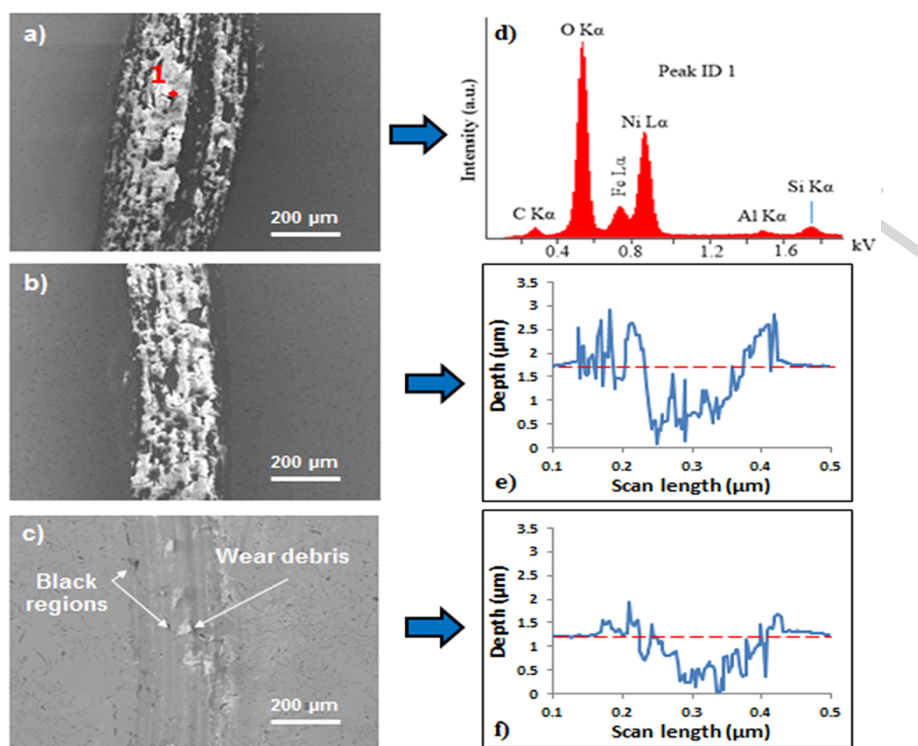 a)
1
200 µm
d)
O Kα
Peak ID 1
Ni Lα
Fe Lα
C Kα
Al Kα
Si Kα
Intensity (a.u.)
0.4 0.8 1.2 1.6 kV
b)
200 µm
3.5
3
2.5
2
1.5
1
0.5
0
Depth (µm)
0.1 0.2 0.3 0.4 0.5
e) Scan length (µm)
c)
Wear debris
Black
regions
200 µm
3.5
3
2.5
2
1.5
1
0.5
0
Depth (µm)
0.1 0.2 0.3 0.4 0.5
f) Scan length (µm)